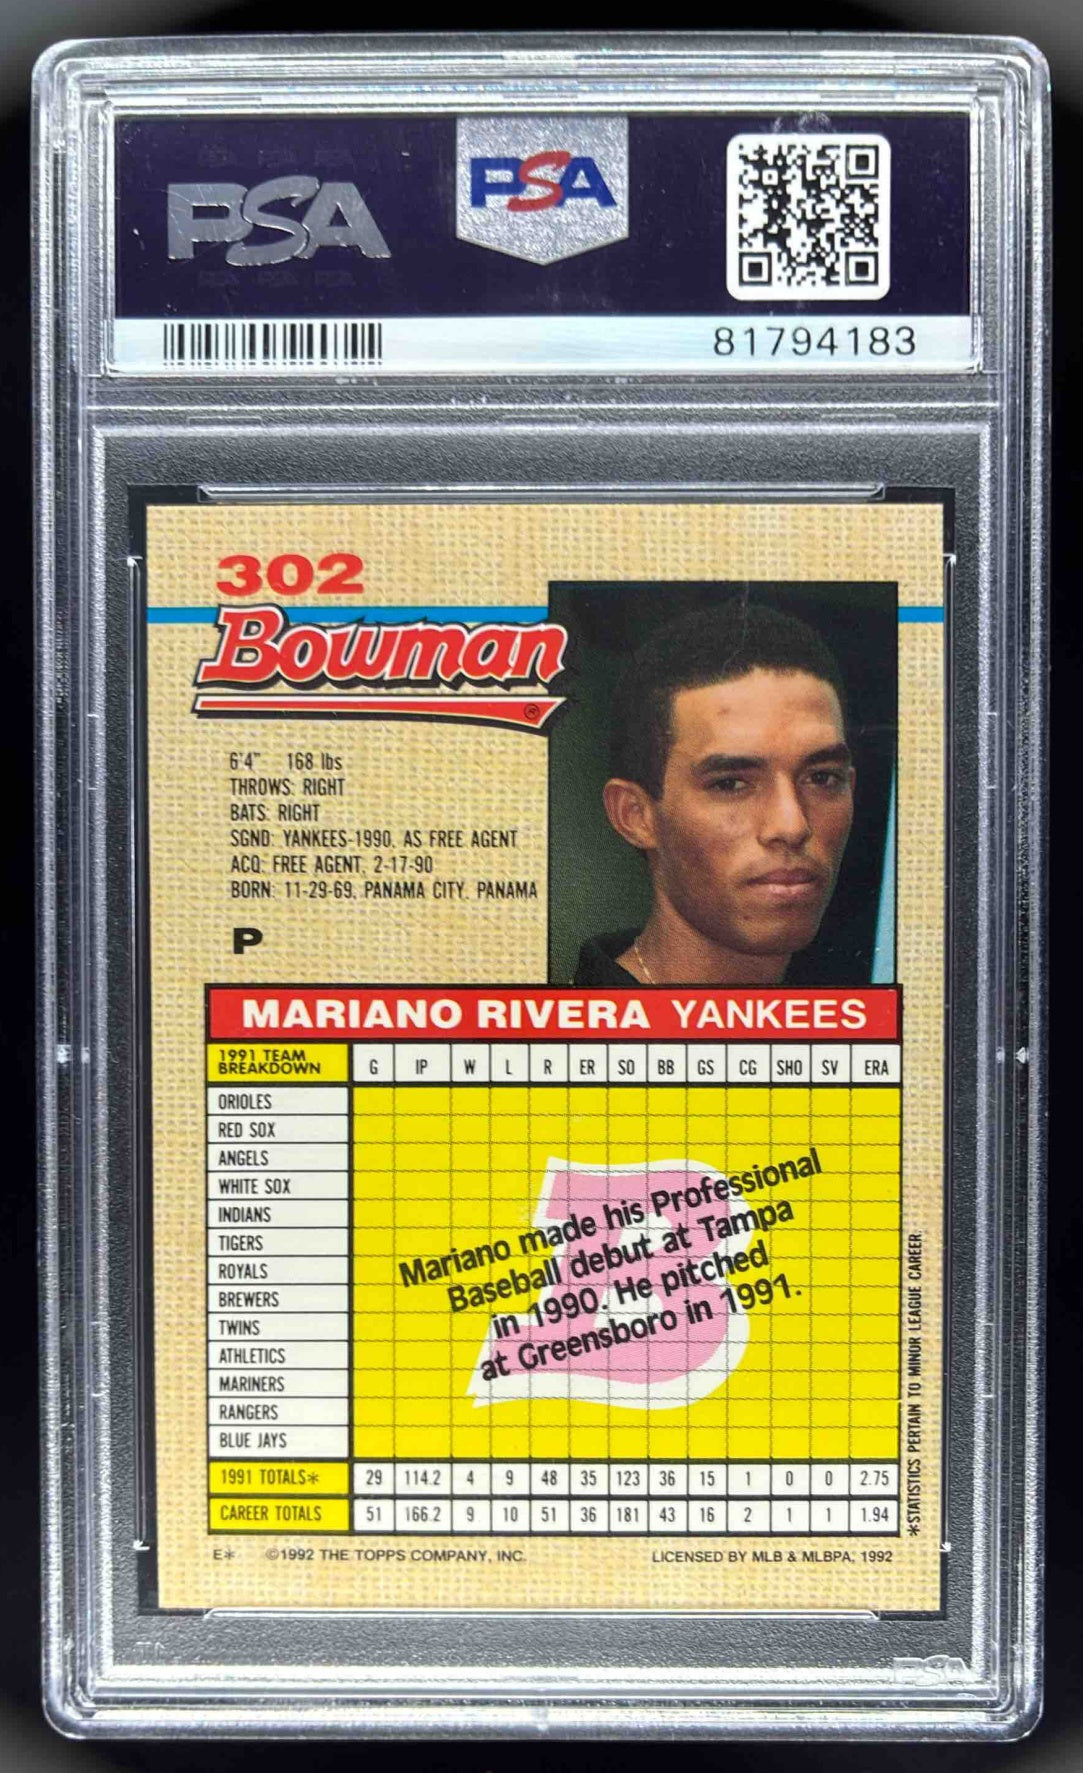 PSA
PSA
81794183
302
Bowman®
6'4" 168 lbs
THROWS: RIGHT
BATS: RIGHT
SGND: YANKEES-1990, AS FREE AGENT
ACQ: FREE AGENT, 2-17-90
BORN: 11-29-69, PANAMA CITY, PANAMA
P
MARIANO RIVERA YANKEES
1991 TEAM
BREAKDOWN G IP W L R ER SO BB GS CG SHO SV ERA
ORIOLES
RED SOX
ANGELS
WHITE SOX
INDIANS
TIGERS
ROYALS
BREWERS
TWINS
ATHLETICS
MARINERS
RANGERS
BLUE JAYS
B
Mariano made his Professional
Baseball debut at Tampa
in 1990. He pitched
at Greensboro in 1991.
1991 TOTALS* 29 114.2 4 9 48 35 123 36 15 1 0 0 2.75
CAREER TOTALS 51 166.2 9 10 51 36 181 43 16 2 1 1 1.94
*STATISTICS PERTAIN TO MINOR LEAGUE CAREER.
E* ©1992 THE TOPPS COMPANY, INC. LICENSED BY MLB & MLBPA, 1992
PSA